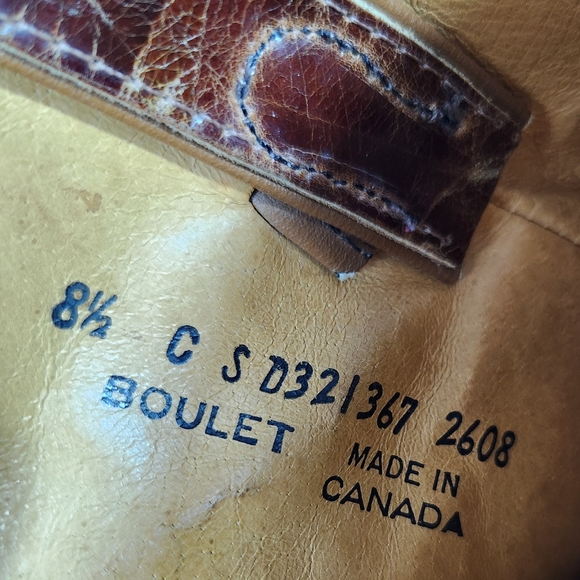 8½ C S D321367 2608
BOULET
MADE IN
CANADA